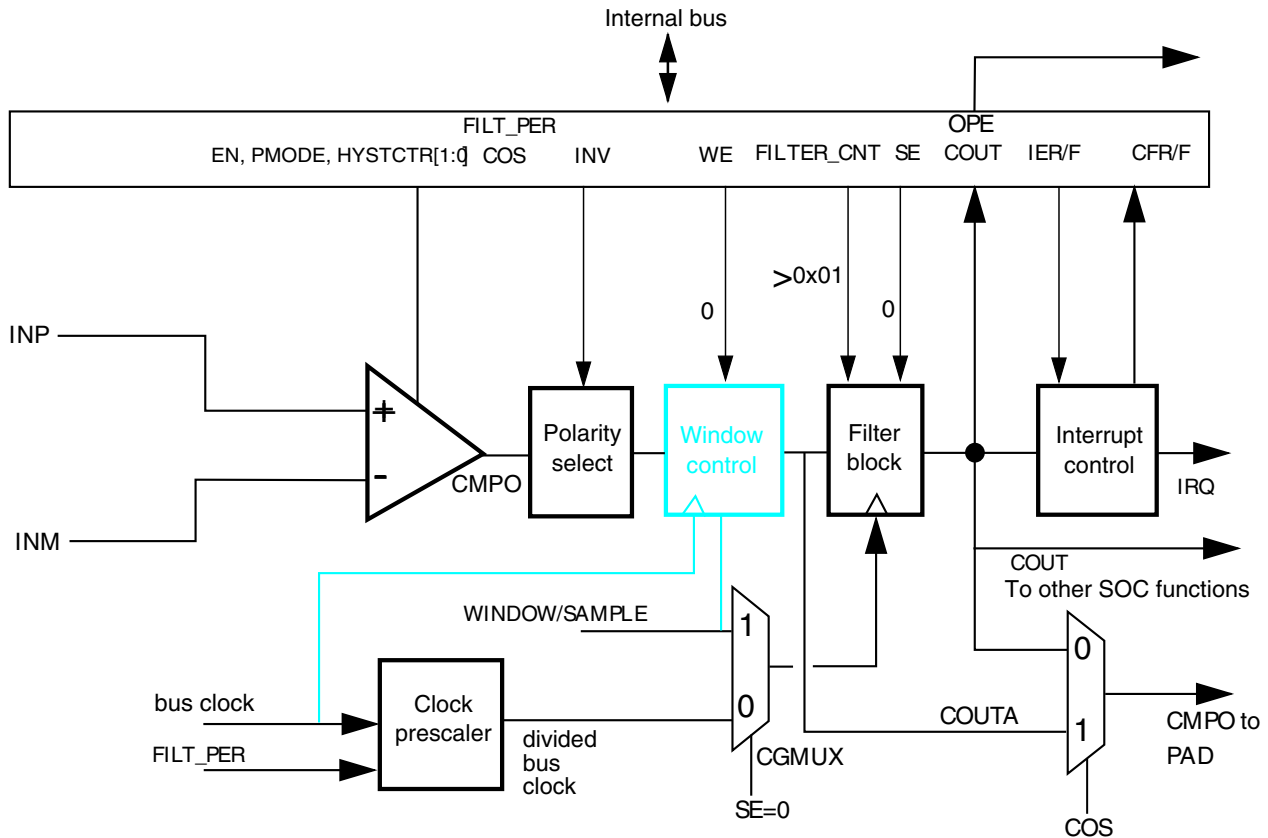 Internal bus
FILT_PER
OPE
EN, PMODE, HYSTCTR[1:0] COS INV WE FILTER_CNT SE COUT IER/F CFR/F
>0x01
0
0
INP
+
-
INM
CMPO
Polarity
select
Window
control
Filter
block
Interrupt
control
IRQ
COUT
To other SOC functions
WINDOW/SAMPLE
1
0
0
1
bus clock
FILT_PER
Clock
prescaler
divided
bus
clock
CGMUX
SE=0
COUTA
CMPO to
PAD
COS